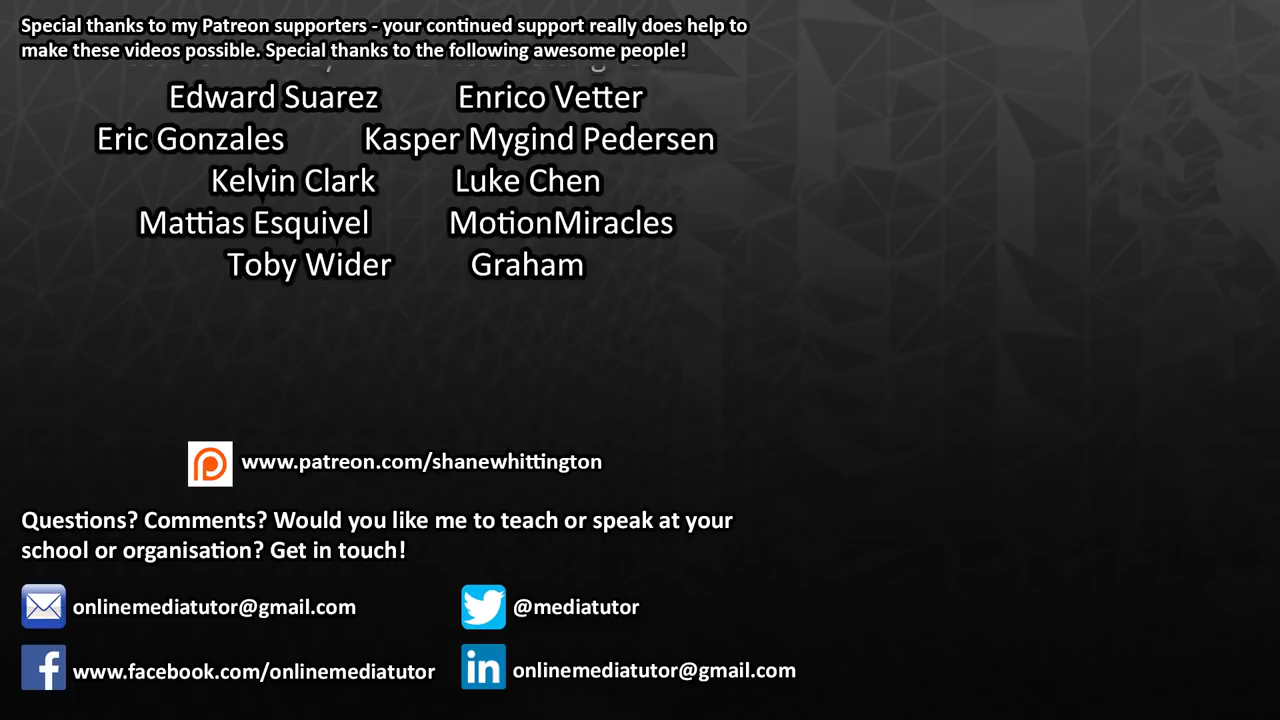 Special thanks to my Patreon supporters - your continued support really does help to
make these videos possible. Special thanks to the following awesome people!
Edward Suarez Enrico Vetter
Eric Gonzales Kasper Mygind Pedersen
Kelvin Clark Luke Chen
Mattias Esquivel MotionMiracles
Toby Wider Graham
www.patreon.com/shanewhittington
Questions? Comments? Would you like me to teach or speak at your
school or organisation? Get in touch!
onlinemediatutor@gmail.com @mediatutor
www.facebook.com/onlinemediatutor onlinemediatutor@gmail.com